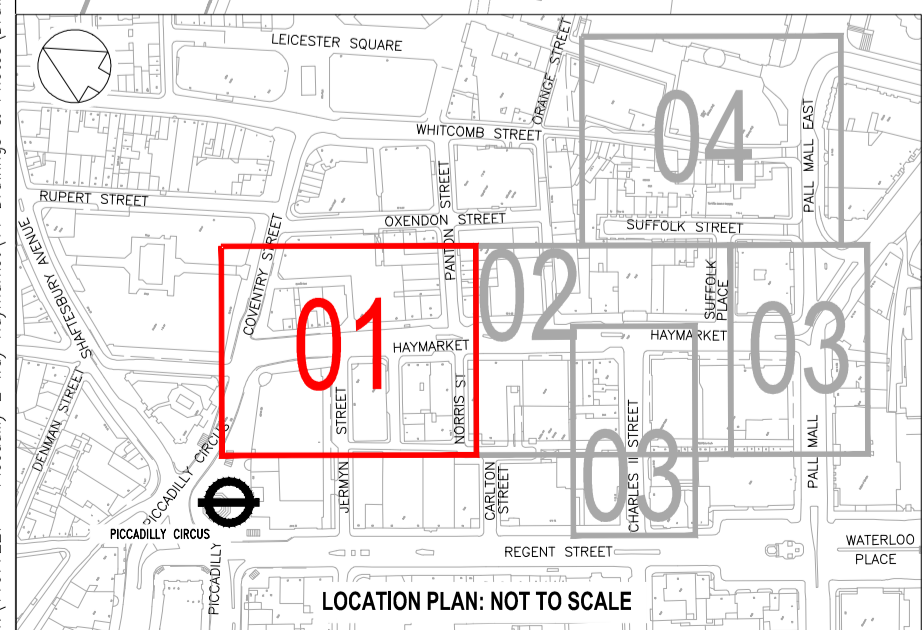 LEICESTER SQUARE
ORANGE STREET
WHITCOMB STREET
04
PALL MALL EAST
PANTON STREET
RUPERT STREET
OXENDON STREET
SUFFOLK STREET
SHAFTESBURY AVENUE
COVENTRY STREET
01
02
SUFFOLK
PLACE
HAYMARKET
HAYMARKET
03
DENMAN STREET
JERMYN STREET
NORRIS ST
PICCADILLY CIRCUS
CARLTON
STREET
CHARLES II STREET
03
PALL MALL
PICCADILLY CIRCUS
PICCADILLY
REGENT STREET
WATERLOO
PLACE
LOCATION PLAN: NOT TO SCALE